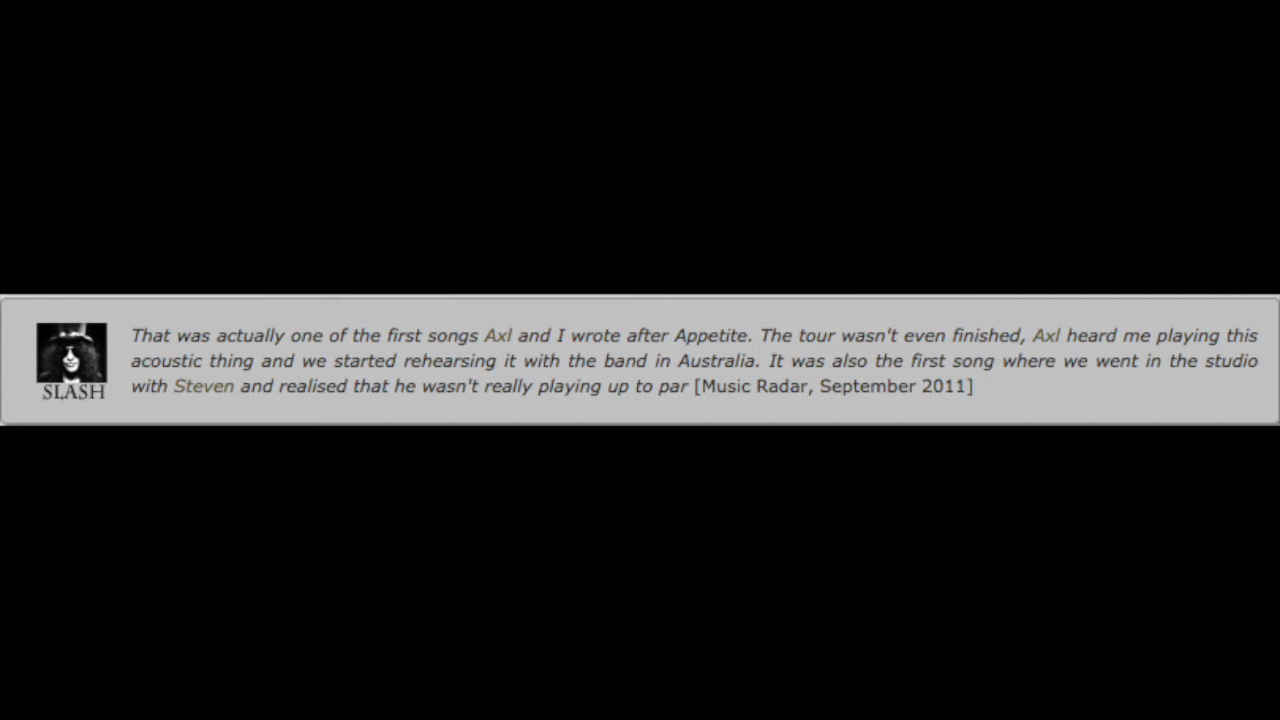 That was actually one of the first songs Axl and I wrote after Appetite. The tour wasn't even finished, Axl heard me playing this
acoustic thing and we started rehearsing it with the band in Australia. It was also the first song where we went in the studio
with Steven and realised that he wasn't really playing up to par [Music Radar, September 2011]
SLASH